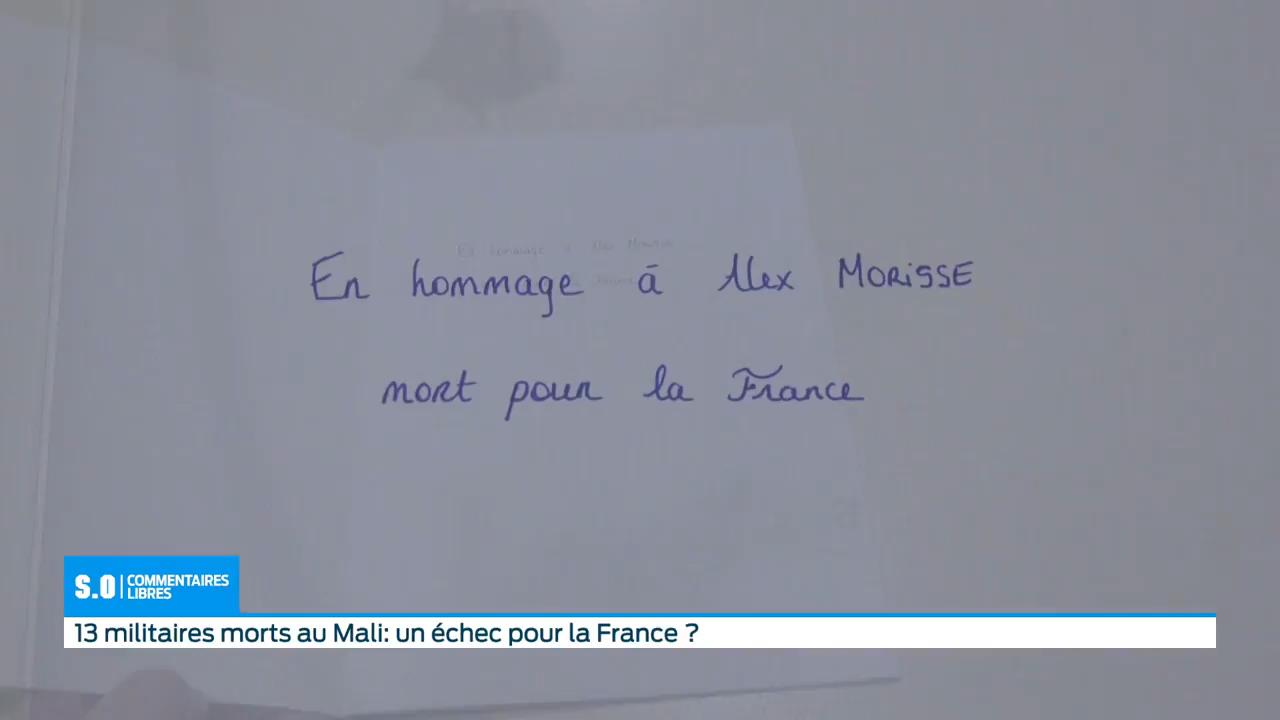 En hommage à Alex MORISSE
mort pour la France
S.O COMMENTAIRES
LIBRES
13 militaires morts au Mali: un échec pour la France ?